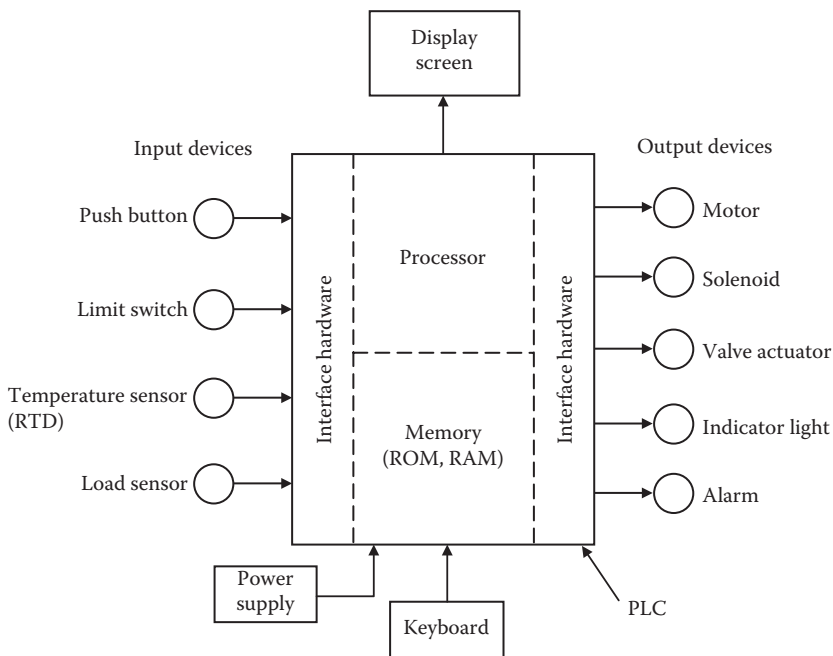 Display
screen
Input devices
Output devices
Push button
Limit switch
Temperature sensor
(RTD)
Load sensor
Interface hardware
Processor
Memory
(ROM, RAM)
Interface hardware
Motor
Solenoid
Valve actuator
Indicator light
Alarm
Power
supply
Keyboard
PLC